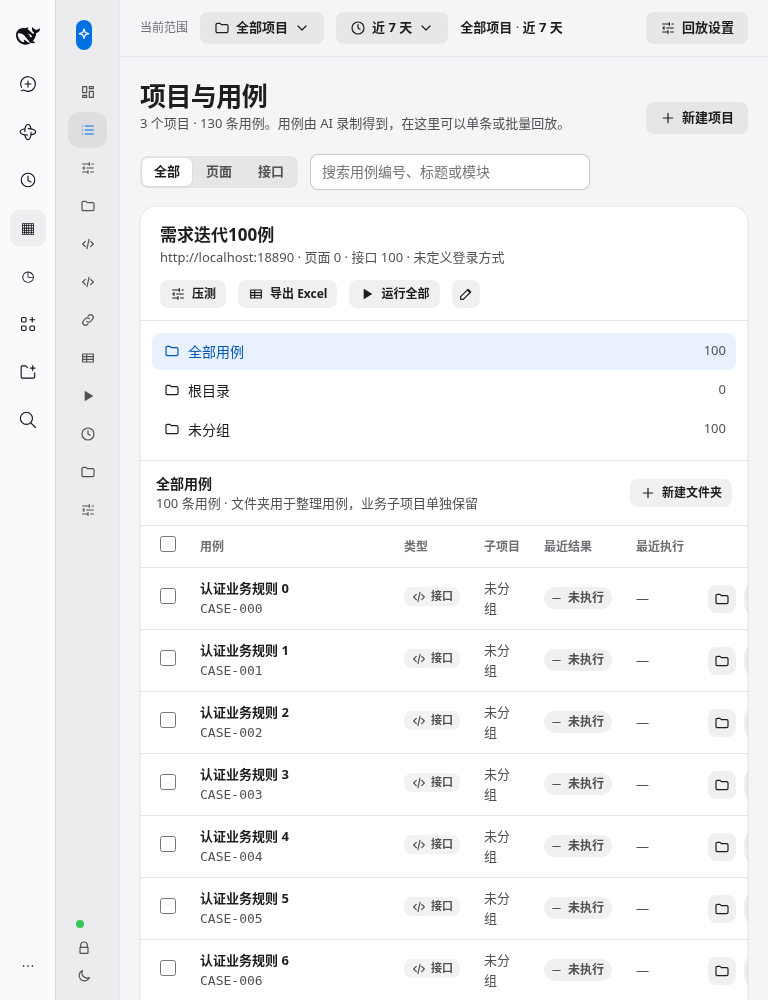 当前范围
全部项目
近 7 天
全部项目 · 近 7 天
回放设置
项目与用例
3 个项目 · 130 条用例。用例由 AI 录制得到，在这里可以单条或批量回放。
新建项目
全部
页面
接口
搜索用例编号、标题或模块
需求迭代100例
http://localhost:18890 · 页面 0 · 接口 100 · 未定义登录方式
压测
导出 Excel
运行全部
全部用例
100
根目录
0
未分组
100
全部用例
100 条用例 · 文件夹用于整理用例，业务子项目单独保留
新建文件夹
用例
类型
子项目
最近结果
最近执行
认证业务规则 0
CASE-000
接口
未分
组
— 未执行
—
认证业务规则 1
CASE-001
接口
未分
组
— 未执行
—
认证业务规则 2
CASE-002
接口
未分
组
— 未执行
—
认证业务规则 3
CASE-003
接口
未分
组
— 未执行
—
认证业务规则 4
CASE-004
接口
未分
组
— 未执行
—
认证业务规则 5
CASE-005
接口
未分
组
— 未执行
—
认证业务规则 6
CASE-006
接口
未分
组
— 未执行
—